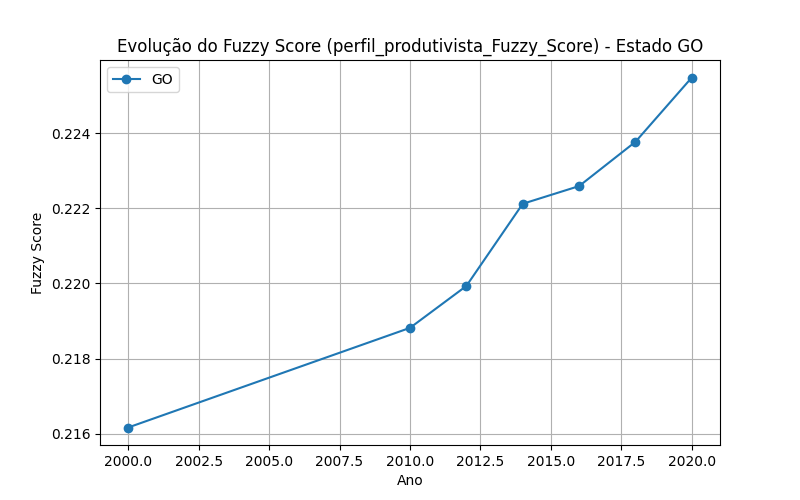 Evolução do Fuzzy Score (perfil_produtivista_Fuzzy_Score) - Estado GO
GO
0.224
0.222
0.220
0.218
0.216
Fuzzy Score
2000.0 2002.5 2005.0 2007.5 2010.0 2012.5 2015.0 2017.5 2020.0
Ano